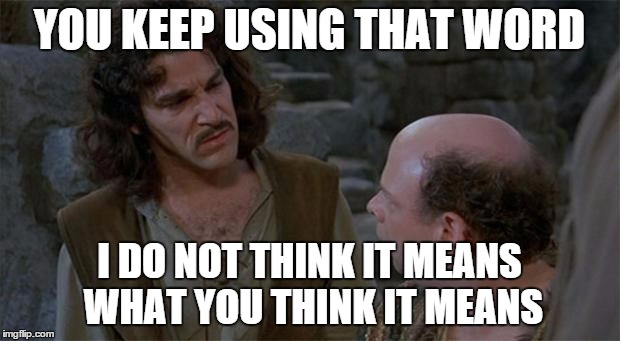 YOU KEEP USING THAT WORD
I DO NOT THINK IT MEANS
WHAT YOU THINK IT MEANS
imgflip.com